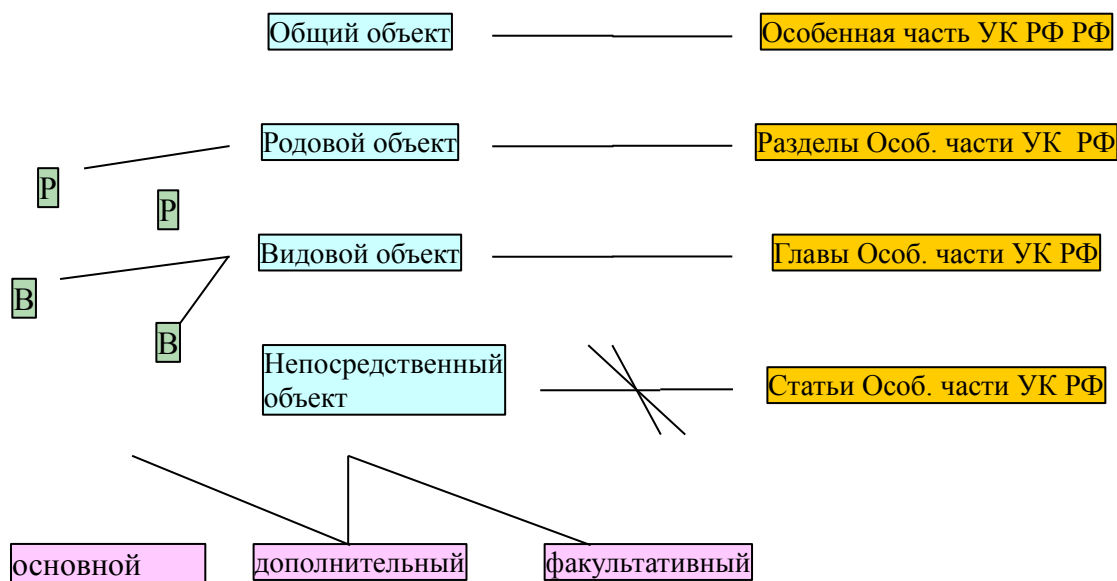 Общий объект
Особенная часть УК РФ РФ
Родовой объект
Разделы Особ. части УК РФ
Р
Р
Видовой объект
Главы Особ. части УК РФ
В
В
Непосредственный
объект
Статьи Особ. части УК РФ
основной
дополнительный
факультативный